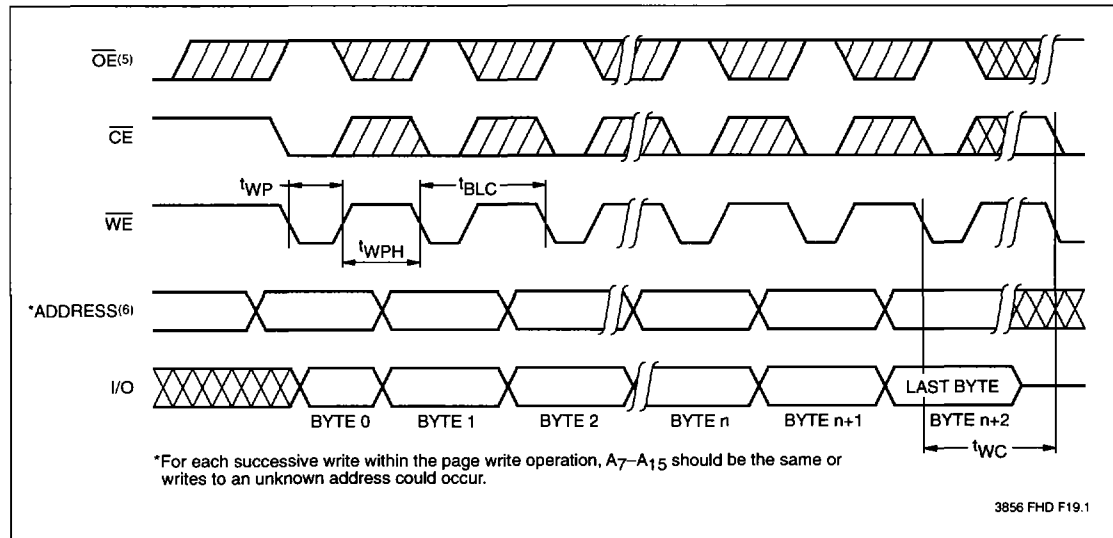 OE(5)
CE
tWP
tBLC
WE
tWPH
*ADDRESS(6)
I/O
LAST BYTE
BYTE 0 BYTE 1 BYTE 2 BYTE n BYTE n+1 BYTE n+2
tWC
*For each successive write within the page write operation, A7–A15 should be the same or
writes to an unknown address could occur.
3856 FHD F19.1